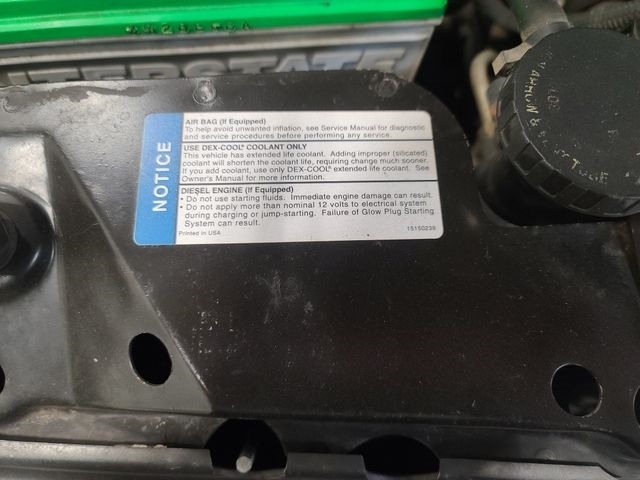 INTERSTATE
NOTICE
AIR BAG (If Equipped)
To help avoid unwanted inflation, see Service Manual for diagnostic
and service procedures before performing any service.
USE DEX-COOL® COOLANT ONLY
This vehicle has extended life coolant. Adding improper (silicated)
coolant will shorten the coolant life, requiring change much sooner.
If you add coolant, use only DEX-COOL® extended life coolant. See
Owner's Manual for more information.
DIESEL ENGINE (If Equipped)
• Do not use starting fluids. Immediate engine damage can result.
• Do not apply more than nominal 12 volts to electrical system
during charging or jump-starting. Failure of Glow Plug Starting
System can result.
Printed in USA
15150239